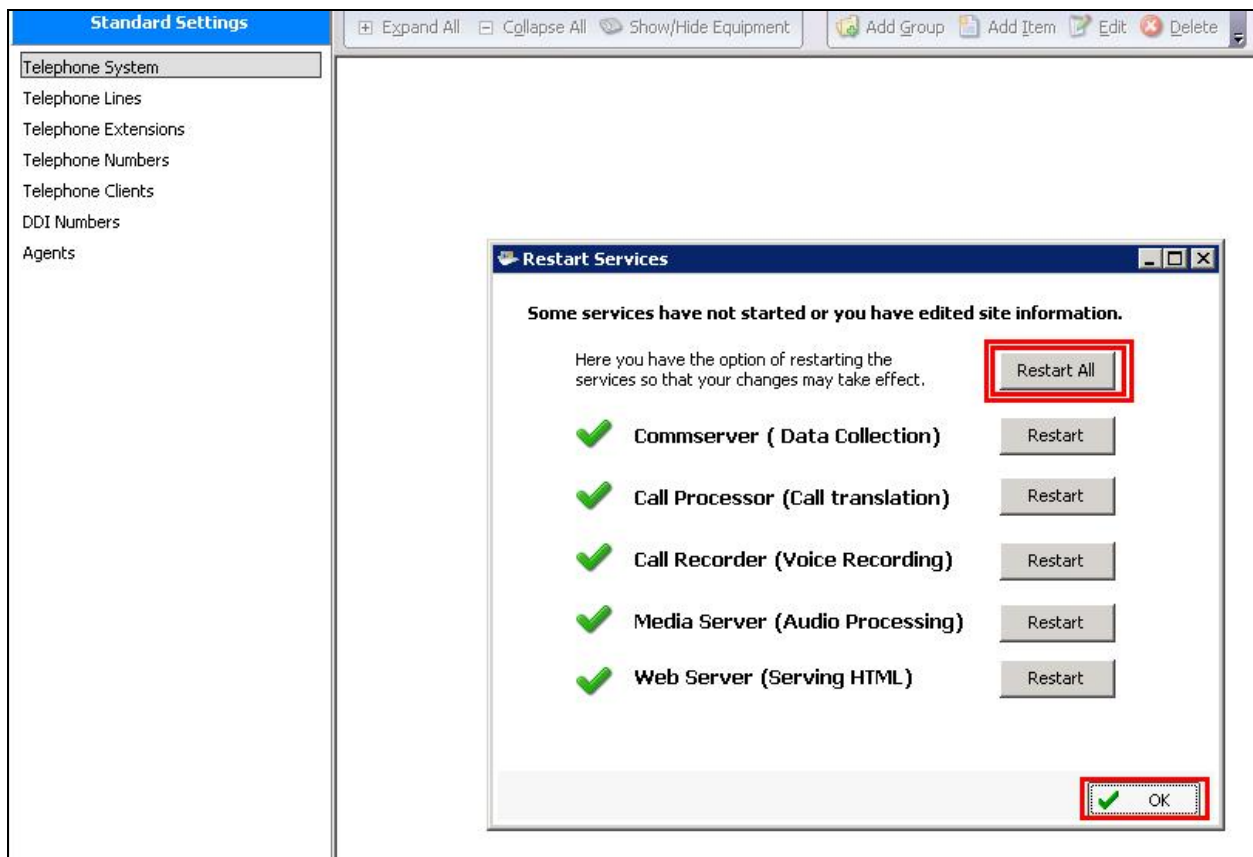 Standard Settings
Expand All Collapse All Show/Hide Equipment Add Group Add Item Edit Delete
Telephone System
Telephone Lines
Telephone Extensions
Telephone Numbers
Telephone Clients
DDI Numbers
Agents
Restart Services
Some services have not started or you have edited site information.
Here you have the option of restarting the
services so that your changes may take effect.
Restart All
Commserver ( Data Collection) Restart
Call Processor (Call translation) Restart
Call Recorder (Voice Recording) Restart
Media Server (Audio Processing) Restart
Web Server (Serving HTML) Restart
OK